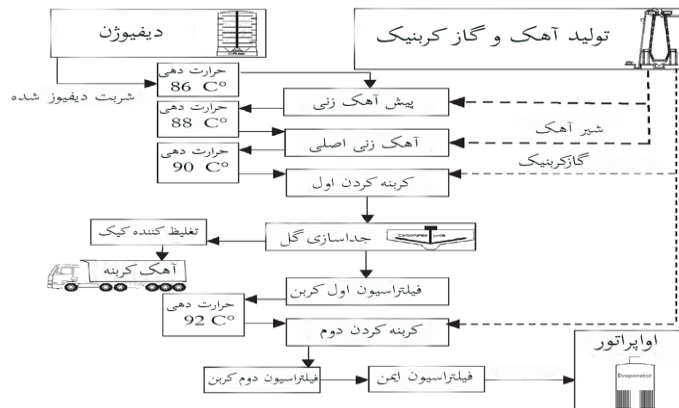 دیفیوژن
تولید آهک و گاز کربنیک
حرارت دهی
86 C°
شربت دیفیوز شده
پیش آهک زنی
88 C°
حرارت دهی
شیر آهک
آهک زنی اصلی
حرارت دهی
90 C°
گازکربنیک
کربنه کردن اول
تغلیظ کننده کیک
جداسازی گل
آهک کربنه
فیلتراسیون اول کربن
حرارت دهی
92 C°
کربنه کردن دوم
اواپراتور
Evaporator
فیلتراسیون دوم کربن
فیلتراسیون ایمن